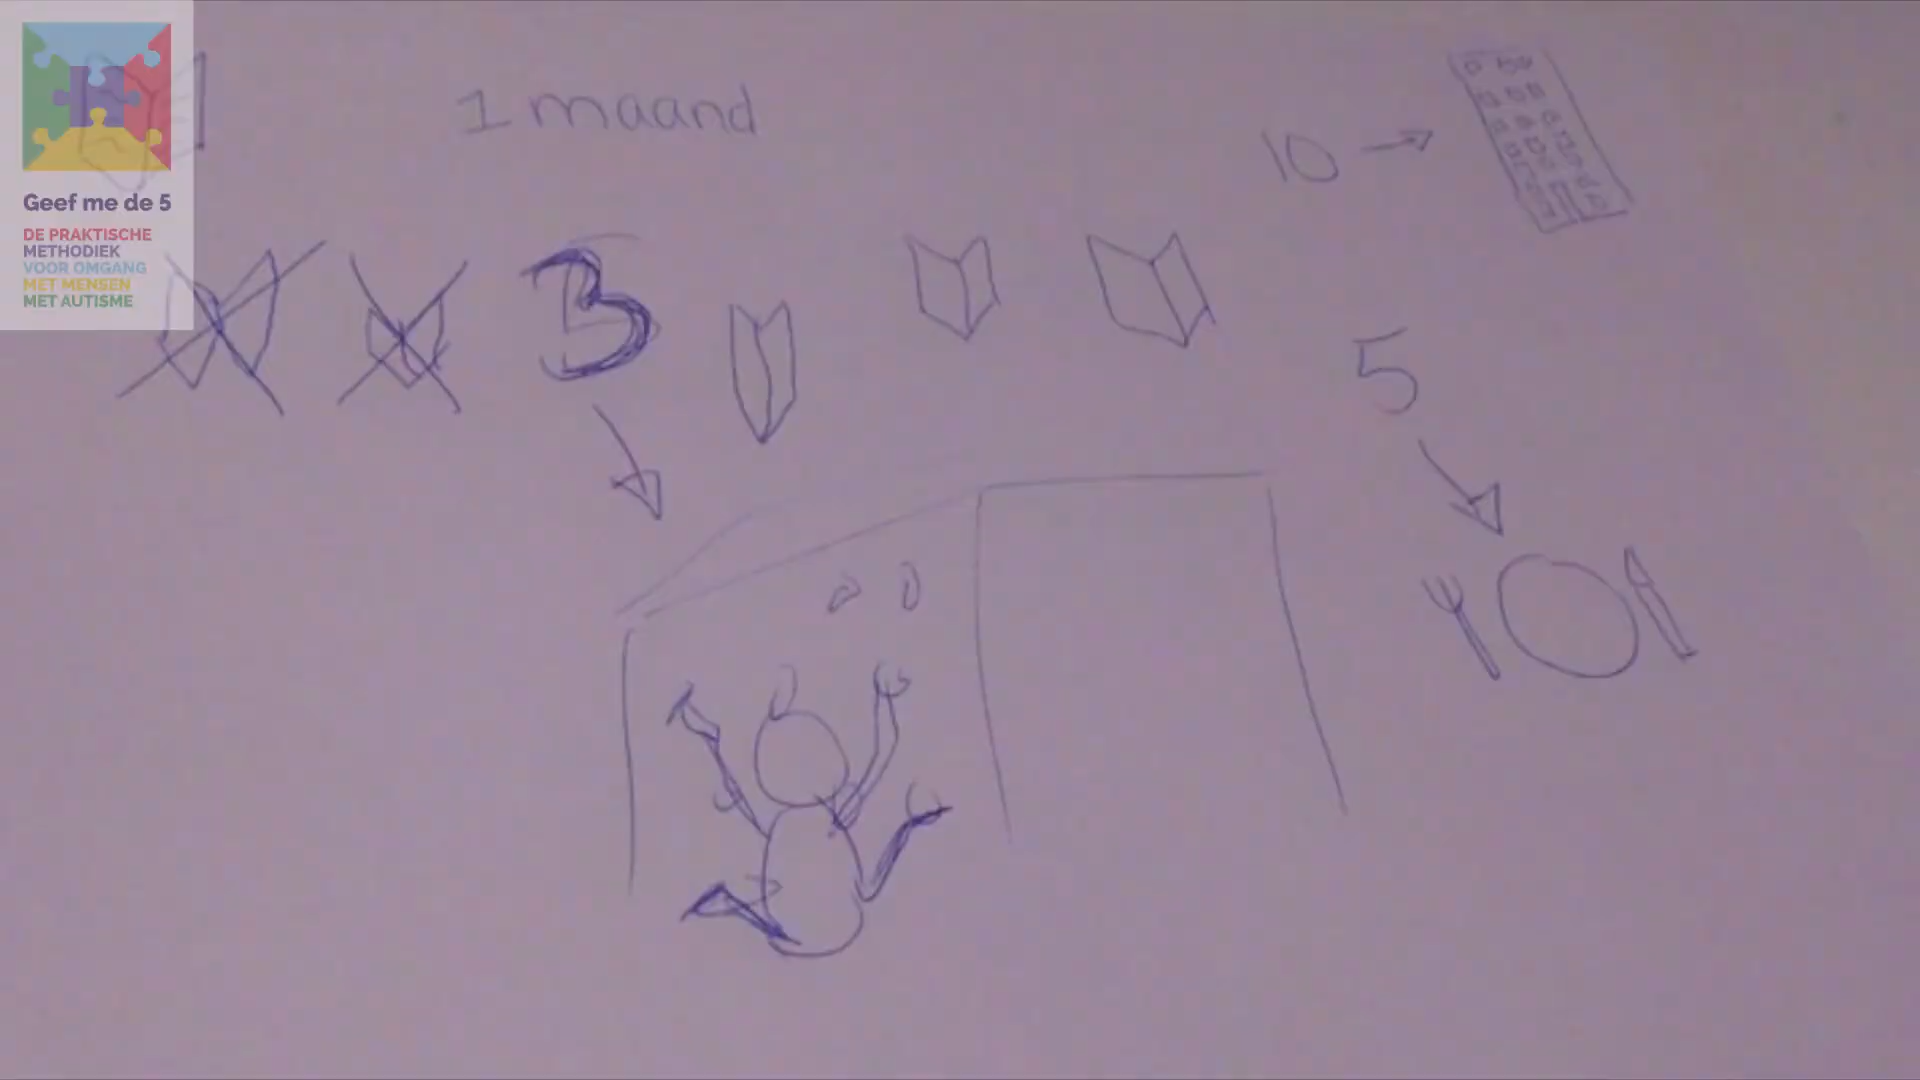 Geef me de 5
DE PRAKTISCHE
METHODIEK
VOOR OMGANG
MET MENSEN
MET AUTISME
1 maand
10
3
5